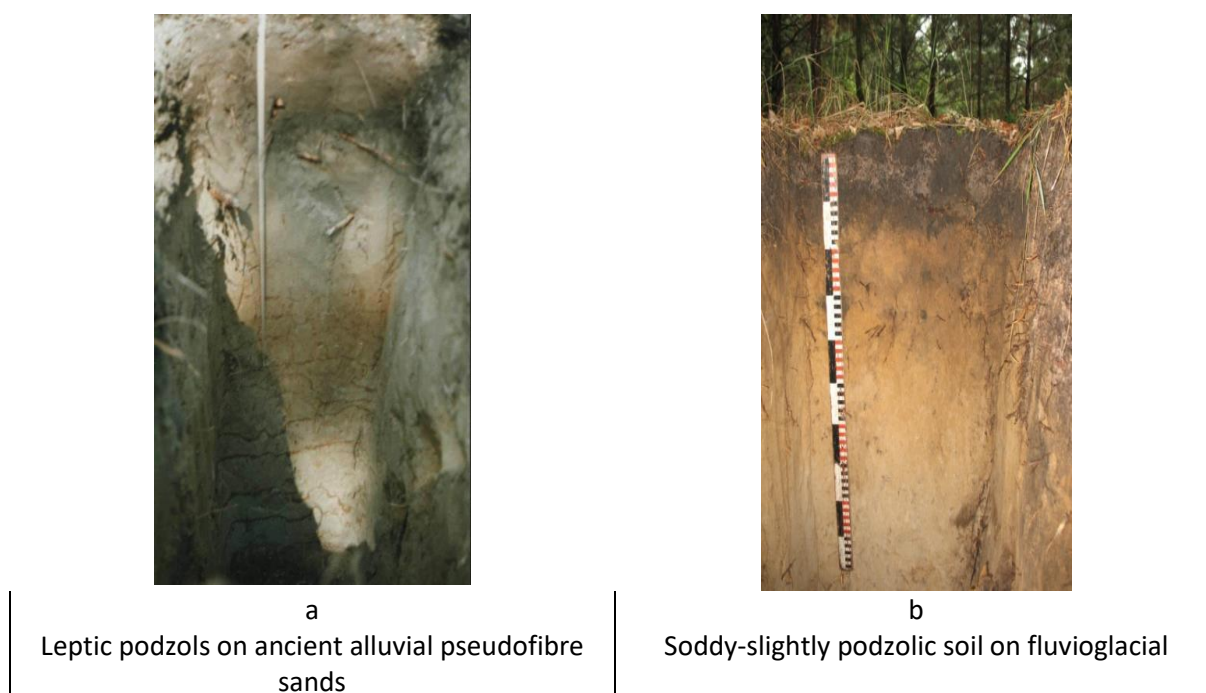 a
Leptic podzols on ancient alluvial pseudofibre
sands
b
Soddy-slightly podzolic soil on fluvioglacial